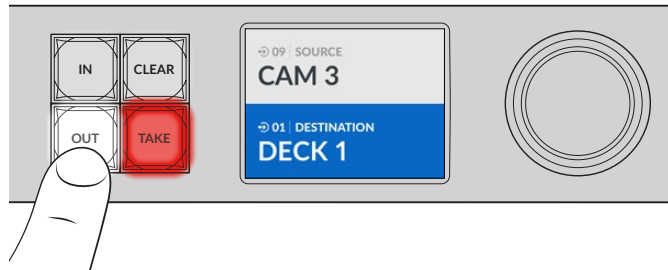 IN
CLEAR
OUT
TAKE
09 SOURCE
CAM 3
01 DESTINATION
DECK 1